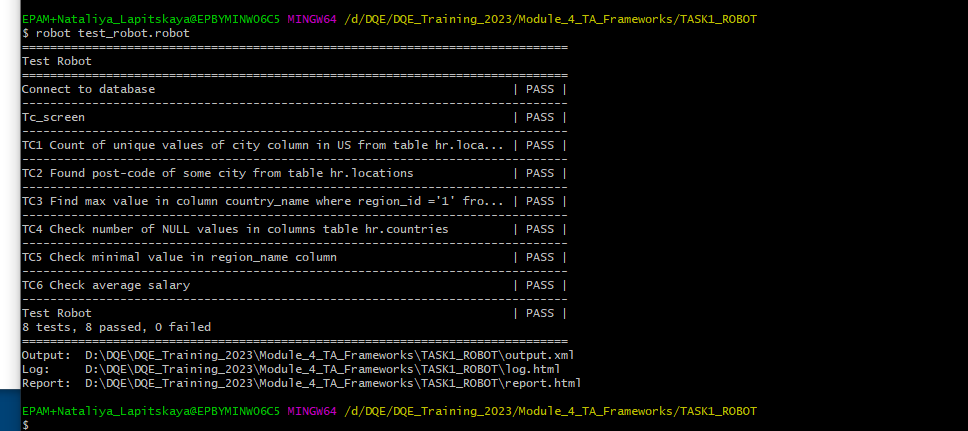 EPAM+Nataliya_Lapitskaya@EPBYMINW06C5 MINGW64 /d/DQE/DQE_Training_2023/Module_4_TA_Frameworks/TASK1_ROBOT
$ robot test_robot.robot
==============================================================================
Test Robot
==============================================================================
Connect to database | PASS |
------------------------------------------------------------------------------
Tc_screen | PASS |
------------------------------------------------------------------------------
TC1 Count of unique values of city column in US from table hr.loca... | PASS |
------------------------------------------------------------------------------
TC2 Found post-code of some city from table hr.locations | PASS |
------------------------------------------------------------------------------
TC3 Find max value in column country_name where region_id ='1' fro... | PASS |
------------------------------------------------------------------------------
TC4 Check number of NULL values in columns table hr.countries | PASS |
------------------------------------------------------------------------------
TC5 Check minimal value in region_name column | PASS |
------------------------------------------------------------------------------
TC6 Check average salary | PASS |
------------------------------------------------------------------------------
Test Robot | PASS |
8 tests, 8 passed, 0 failed
==============================================================================
Output: D:\DQE\DQE_Training_2023\Module_4_TA_Frameworks\TASK1_ROBOT\output.xml
Log: D:\DQE\DQE_Training_2023\Module_4_TA_Frameworks\TASK1_ROBOT\log.html
Report: D:\DQE\DQE_Training_2023\Module_4_TA_Frameworks\TASK1_ROBOT\report.html
EPAM+Nataliya_Lapitskaya@EPBYMINW06C5 MINGW64 /d/DQE/DQE_Training_2023/Module_4_TA_Frameworks/TASK1_ROBOT
$